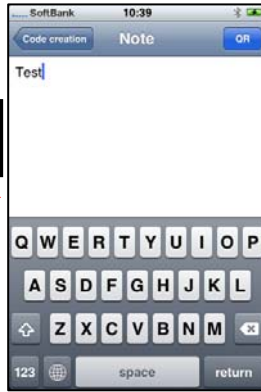 SoftBank 10:39
Code creation Note QR
Test
Q W E R T Y U I O P
A S D F G H J K L
Z X C V B N M
123 space return